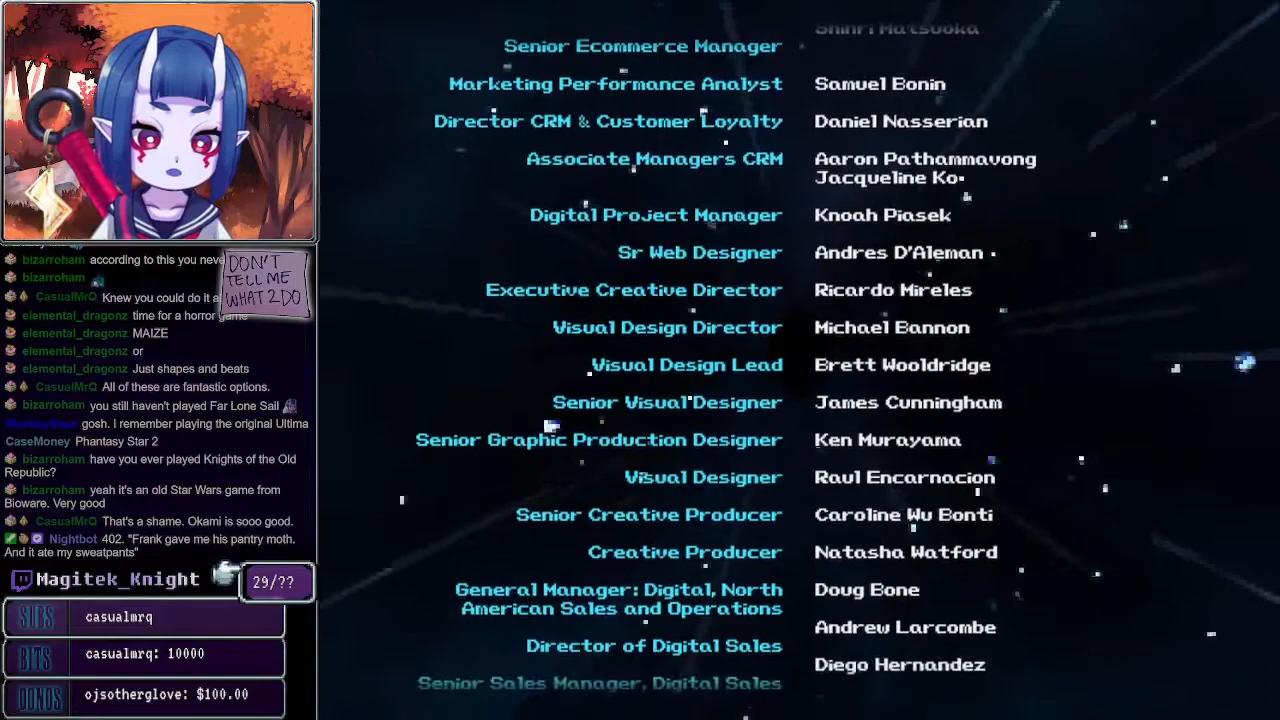 bizarroham according to this you neve
DON'T
TELL ME
WHAT 2 DO
bizarroham
CasualMrQ Knew you could do it a
elemental_dragonz time for a horror game
elemental_dragonz MAIZE
elemental_dragonz or
elemental_dragonz Just shapes and beats
CasualMrQ All of these are fantastic options.
bizarroham you still haven't played Far Lone Sail
gosh. I remember playing the original Ultima
CaseMoney Phantasy Star 2
bizarroham have you ever played Knights of the Old
Republic?
bizarroham yeah it's an old Star Wars game from
Bioware. Very good
CasualMrQ That's a shame. Okami is sooo good.
Nightbot 402. "Frank gave me his pantry moth.
And it ate my sweatpants"
Magitek_Knight
29/??
SUBS casualmrq
BITS casualmrq: 10000
DONOS ojsotherglove: $100.00
Shinri Matsuoka
Senior Ecommerce Manager
Marketing Performance Analyst Samuel Bonin
Director CRM & Customer Loyalty Daniel Nasserian
Associate Managers CRM Aaron Pathammavong
Jacqueline Ko
Digital Project Manager Knoah Piasek
Sr Web Designer Andres D'Aleman
Executive Creative Director Ricardo Mireles
Visual Design Director Michael Bannon
Visual Design Lead Brett Wooldridge
Senior Visual Designer James Cunningham
Senior Graphic Production Designer Ken Murayama
Visual Designer Raul Encarnacion
Senior Creative Producer Caroline Wu Bonti
Creative Producer Natasha Watford
General Manager: Digital, North Doug Bone
American Sales and Operations
Andrew Larcombe
Director of Digital Sales
Diego Hernandez
Senior Sales Manager, Digital Sales